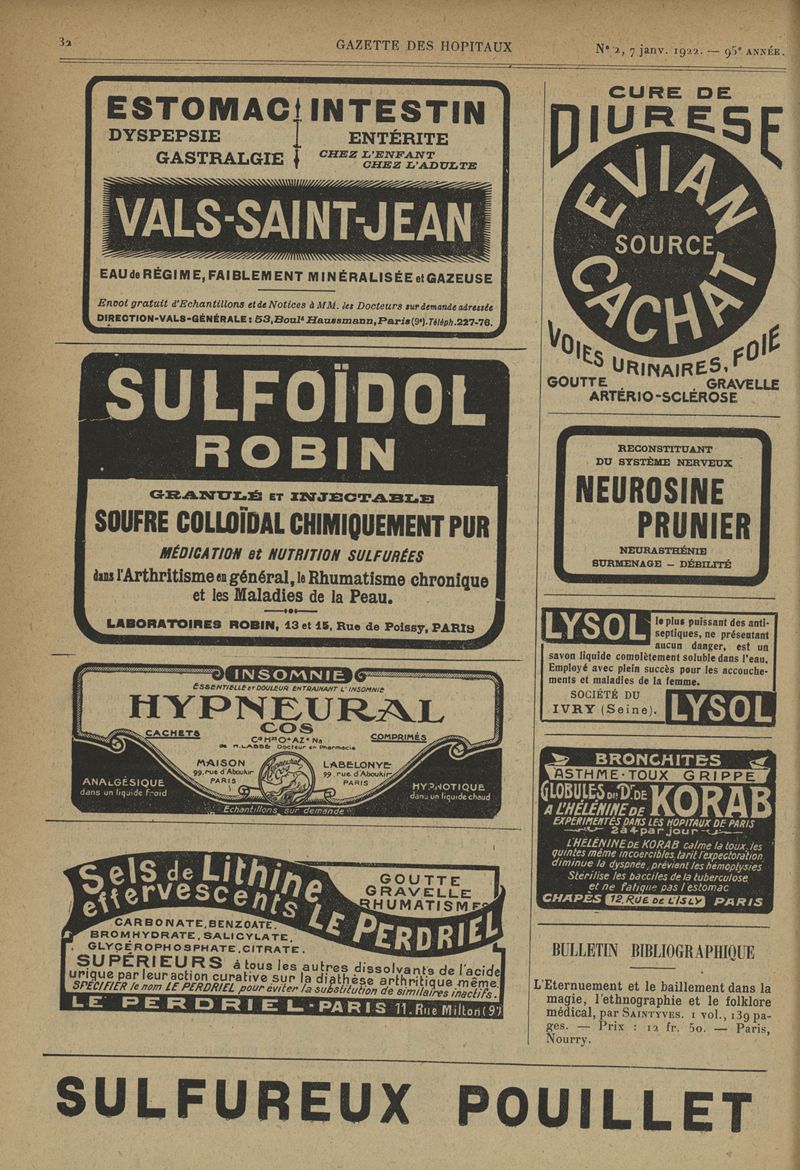 32
GAZETTE DES HOPITAUX
N° 2, 7 janv. 1922. — 95e ANNÉE.
ESTOMAC INTESTIN
DYSPEPSIE
GASTRALGIE
ENTÉRITE
CHEZ L'ENFANT
CHEZ L'ADULTE
VALS-SAINT-JEAN
EAU de RÉGIME, FAIBLEMENT MINÉRALISÉE et GAZEUSE
Envoi gratuit d'Echantillons et de Notices à MM. les Docteurs sur demande adressée
DIRECTION-VALS-GÉNÉRALE: 53, Boulᵈ Haussmann, Paris (9ᵉ). Téléph. 227-76.
SULFOÏDOL
ROBIN
GRANULÉ ET INJECTABLE
SOUFRE COLLOÏDAL CHIMIQUEMENT PUR
MÉDICATION et NUTRITION SULFURÉES
dans l'Arthritisme en général, le Rhumatisme chronique
et les Maladies de la Peau.
LABORATOIRES ROBIN, 13 et 15, Rue de Poissy, PARIS
INSOMNIE
ESSENTIELLE et DOULEUR ENTRAINANT L'INSOMNIE
HYPNEURAL
COS
CACHETS
COMPRIMÉS
de H. LABBÉ Docteur en Pharmacie
MAISON
99, rue d'Aboukir
PARIS
LABELONYE
99 rue d'Aboukir
PARIS
ANALGÉSIQUE
dans un liquide froid
HYPNOTIQUE
dans un liquide chaud
Echantillons sur demande
Sels de Lithine
effervescents LE PERDRIEL
GOUTTE
GRAVELLE
RHUMATISMES
CARBONATE, BENZOATE.
BROMHYDRATE, SALICYLATE,
GLYCÉROPHOSPHATE, CITRATE.
SUPÉRIEURS à tous les autres dissolvants de l'acide
urique par leur action curative sur la diathèse arthritique même.
SPÉCIFIER le nom LE PERDRIEL pour éviter la substitution de similaires inactifs.
LE PERDRIEL - PARIS 11. Rue Milton (9ᵉ)
CURE DE
DIURESE
EVIAN
SOURCE
CACHAT
VOIES URINAIRES, FOIE
GOUTTE GRAVELLE
ARTÉRIO-SCLÉROSE
RECONSTITUANT
DU SYSTÈME NERVEUX
NEUROSINE
PRUNIER
NEURASTHÉNIE
SURMENAGE — DÉBILITÉ
LYSOL
le plus puissant des anti-
septiques, ne présentant
aucun danger, est un
savon liquide complètement soluble dans l'eau.
Employé avec plein succès pour les accouche-
ments et maladies de la femme.
SOCIÉTÉ DU
IVRY (Seine).
LYSOL
BRONCHITES
ASTHME-TOUX GRIPPE
GLOBULES DU Dr DE KORAB
A L'HÉLÉNINE DE
EXPÉRIMENTÉS DANS LES HOPITAUX DE PARIS
2 à 4 par jour
L'HÉLÉNINE DE KORAB calme la toux, les
quintes même incoercibles, tarit l'expectoration,
diminue la dyspnée, prévient les hémoptysies
Stérilise les bacilles de la tuberculose
et ne fatigue pas l'estomac
CHAPÈS 12. RUE DE L'ISLY PARIS
BULLETIN BIBLIOGRAPHIQUE
L'Eternuement et le baillement dans la
magie, l'ethnographie et le folklore
médical, par SAINTYVES. 1 vol., 139 pa-
ges. — Prix : 12 fr. 50. — Paris,
Nourry.
SULFUREUX POUILLET